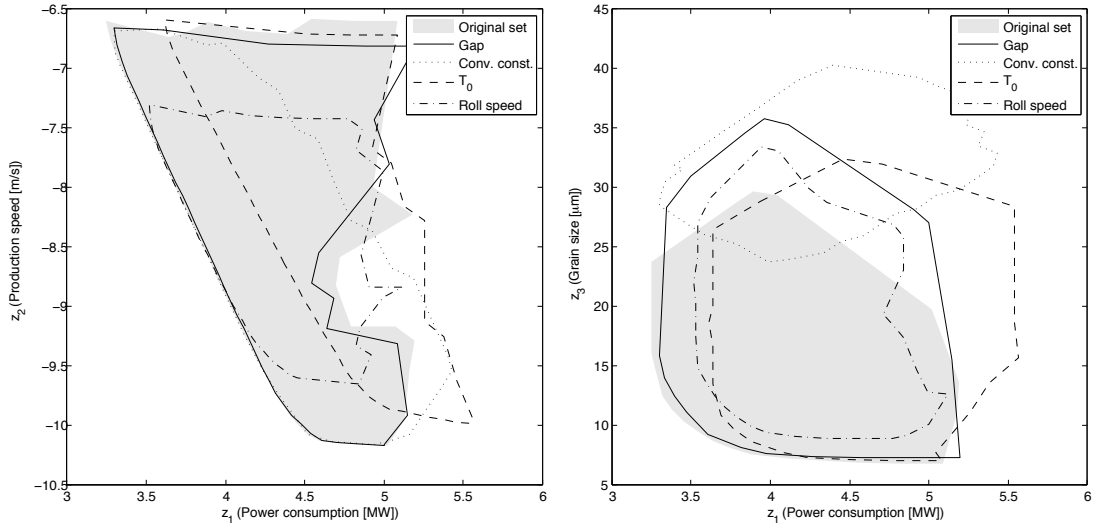 −6.5
−7
−7.5
−8
−8.5
−9
−9.5
−10
−10.5
3
3.5
4
4.5
5
5.5
6
z₂ (Production speed [m/s])
z₁ (Power consumption [MW])
Original set
Gap
Conv. const.
T₀
Roll speed
45
40
35
30
25
20
15
10
5
3
3.5
4
4.5
5
5.5
6
z₃ (Grain size [μm])
z₁ (Power consumption [MW])
Original set
Gap
Conv. const.
T₀
Roll speed